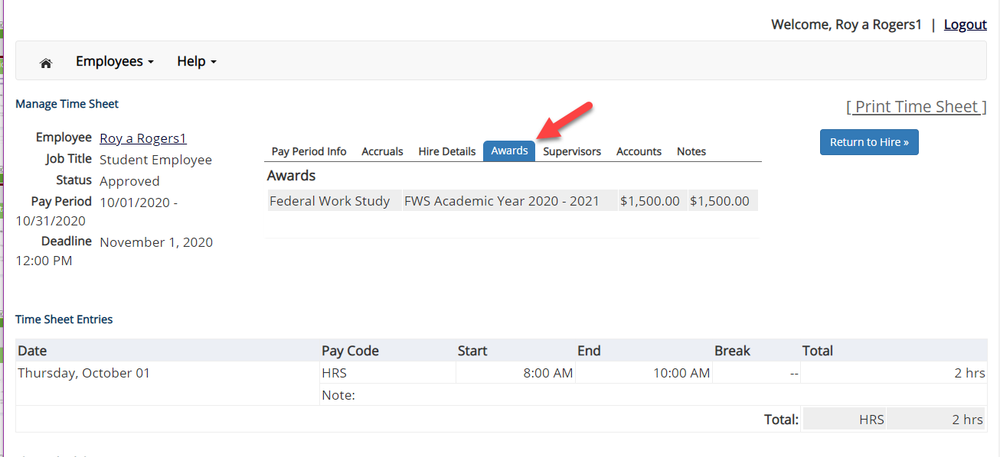 Welcome, Roy a Rogers1 | Logout
Employees Help
Manage Time Sheet
[ Print Time Sheet ]
Employee Roy a Rogers1
Job Title Student Employee
Status Approved
Pay Period 10/01/2020 -
10/31/2020
Deadline November 1, 2020
12:00 PM
Pay Period Info Accruals Hire Details Awards Supervisors Accounts Notes
Return to Hire »
Awards
Federal Work Study FWS Academic Year 2020 - 2021 $1,500.00 $1,500.00
Time Sheet Entries
Date Pay Code Start End Break Total
Thursday, October 01 HRS 8:00 AM 10:00 AM -- 2 hrs
Note:
Total: HRS 2 hrs